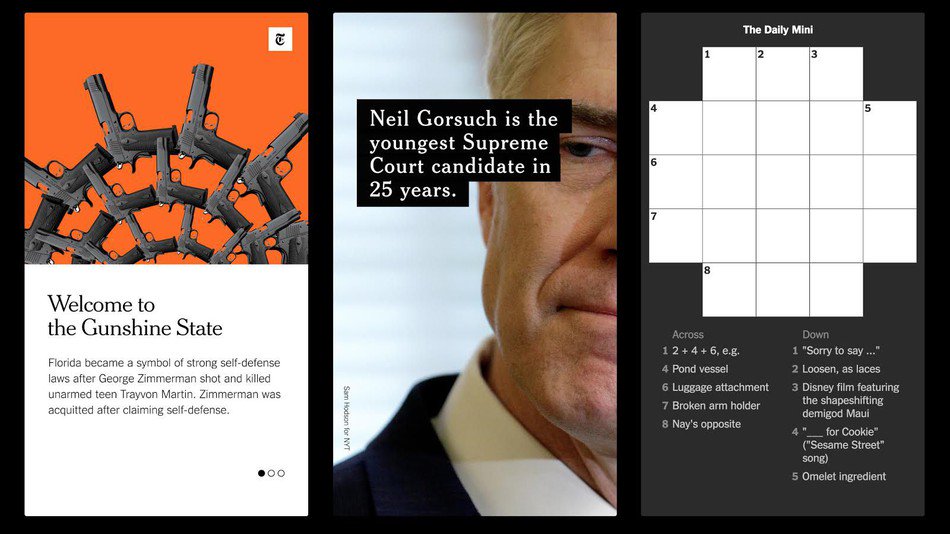 T
Welcome to
the Gunshine State
Florida became a symbol of strong self-defense
laws after George Zimmerman shot and killed
unarmed teen Trayvon Martin. Zimmerman was
acquitted after claiming self-defense.
Neil Gorsuch is the
youngest Supreme
Court candidate in
25 years.
Sam Hodson for NYT
The Daily Mini
1 2 3
4 5
6
7
8
Across
1 2 + 4 + 6, e.g.
4 Pond vessel
6 Luggage attachment
7 Broken arm holder
8 Nay's opposite
Down
1 "Sorry to say ..."
2 Loosen, as laces
3 Disney film featuring
the shapeshifting
demigod Maui
4 "___ for Cookie"
("Sesame Street"
song)
5 Omelet ingredient